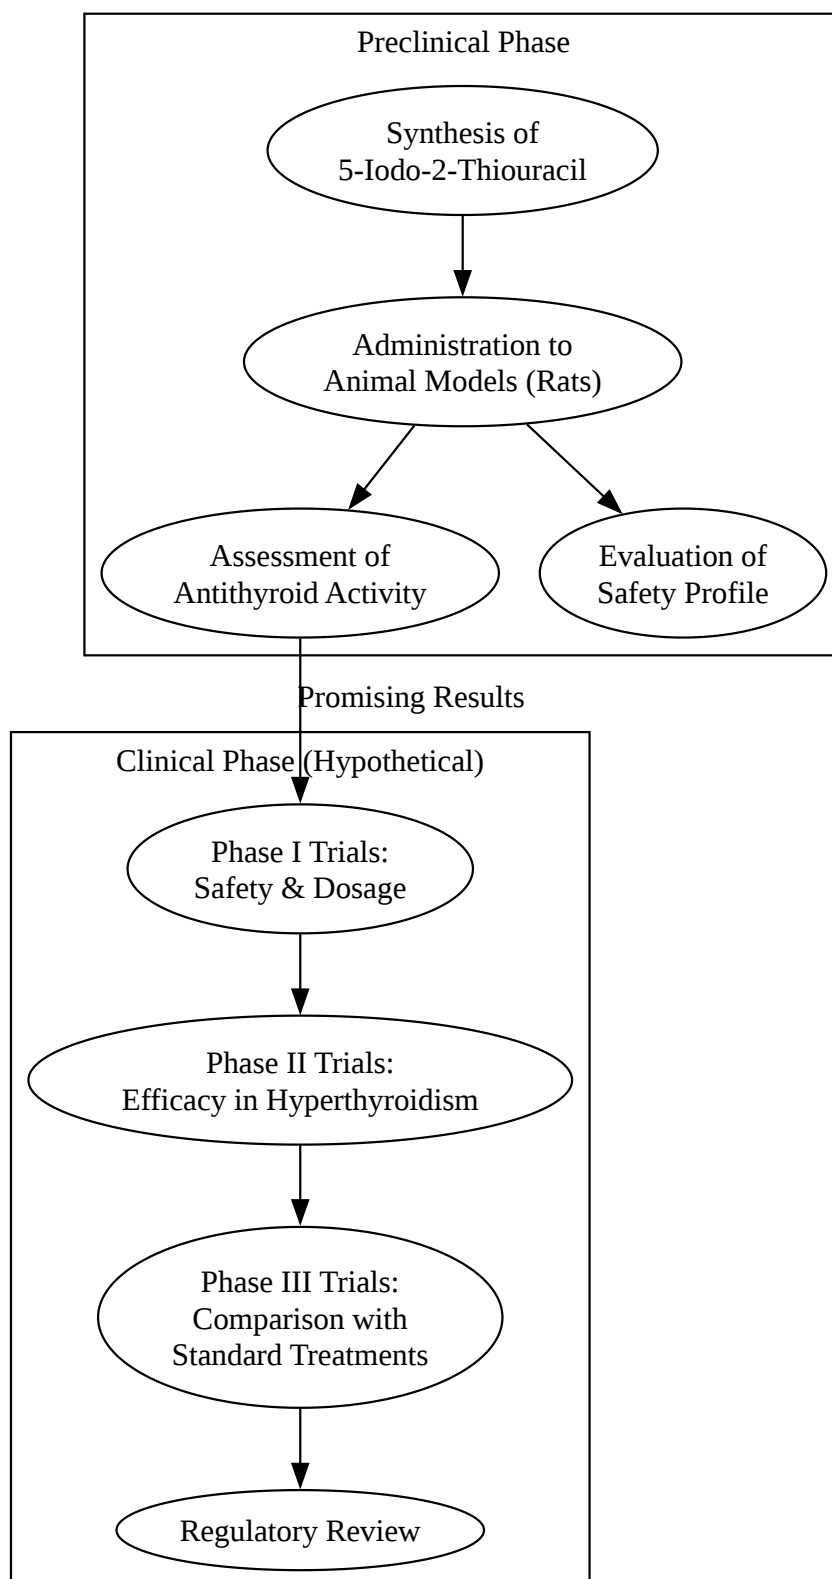 Preclinical Phase
Synthesis of
5-Iodo-2-Thiouracil
Administration to
Animal Models (Rats)
Assessment of
Antithyroid Activity
Evaluation of
Safety Profile
Promising Results
Clinical Phase (Hypothetical)
Phase I Trials:
Safety & Dosage
Phase II Trials:
Efficacy in Hyperthyroidism
Phase III Trials:
Comparison with
Standard Treatments
Regulatory Review